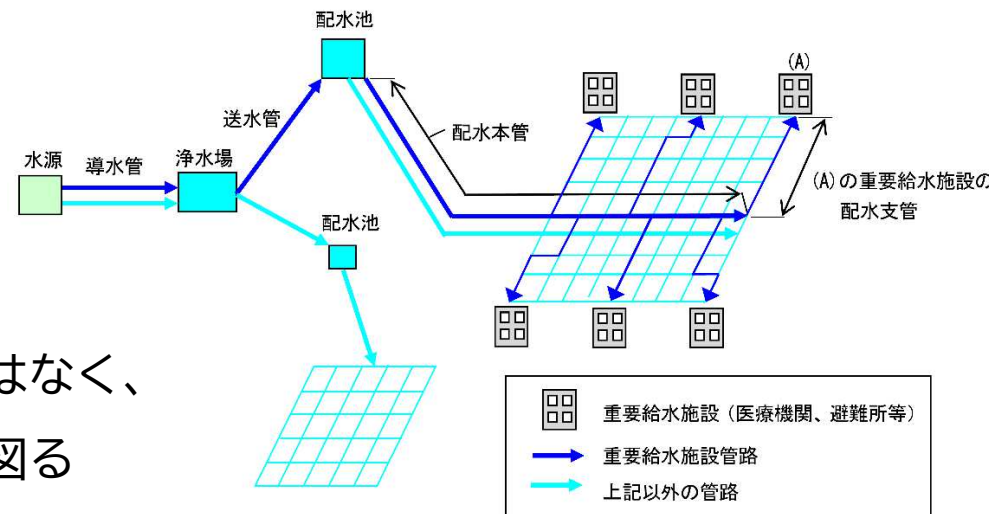 配水池
(A)
送水管
配水本管
水源
導水管
浄水場
(A)の重要給水施設の
配水支管
配水池
はなく、
図る
重要給水施設（医療機関、避難所等）
重要給水施設管路
上記以外の管路